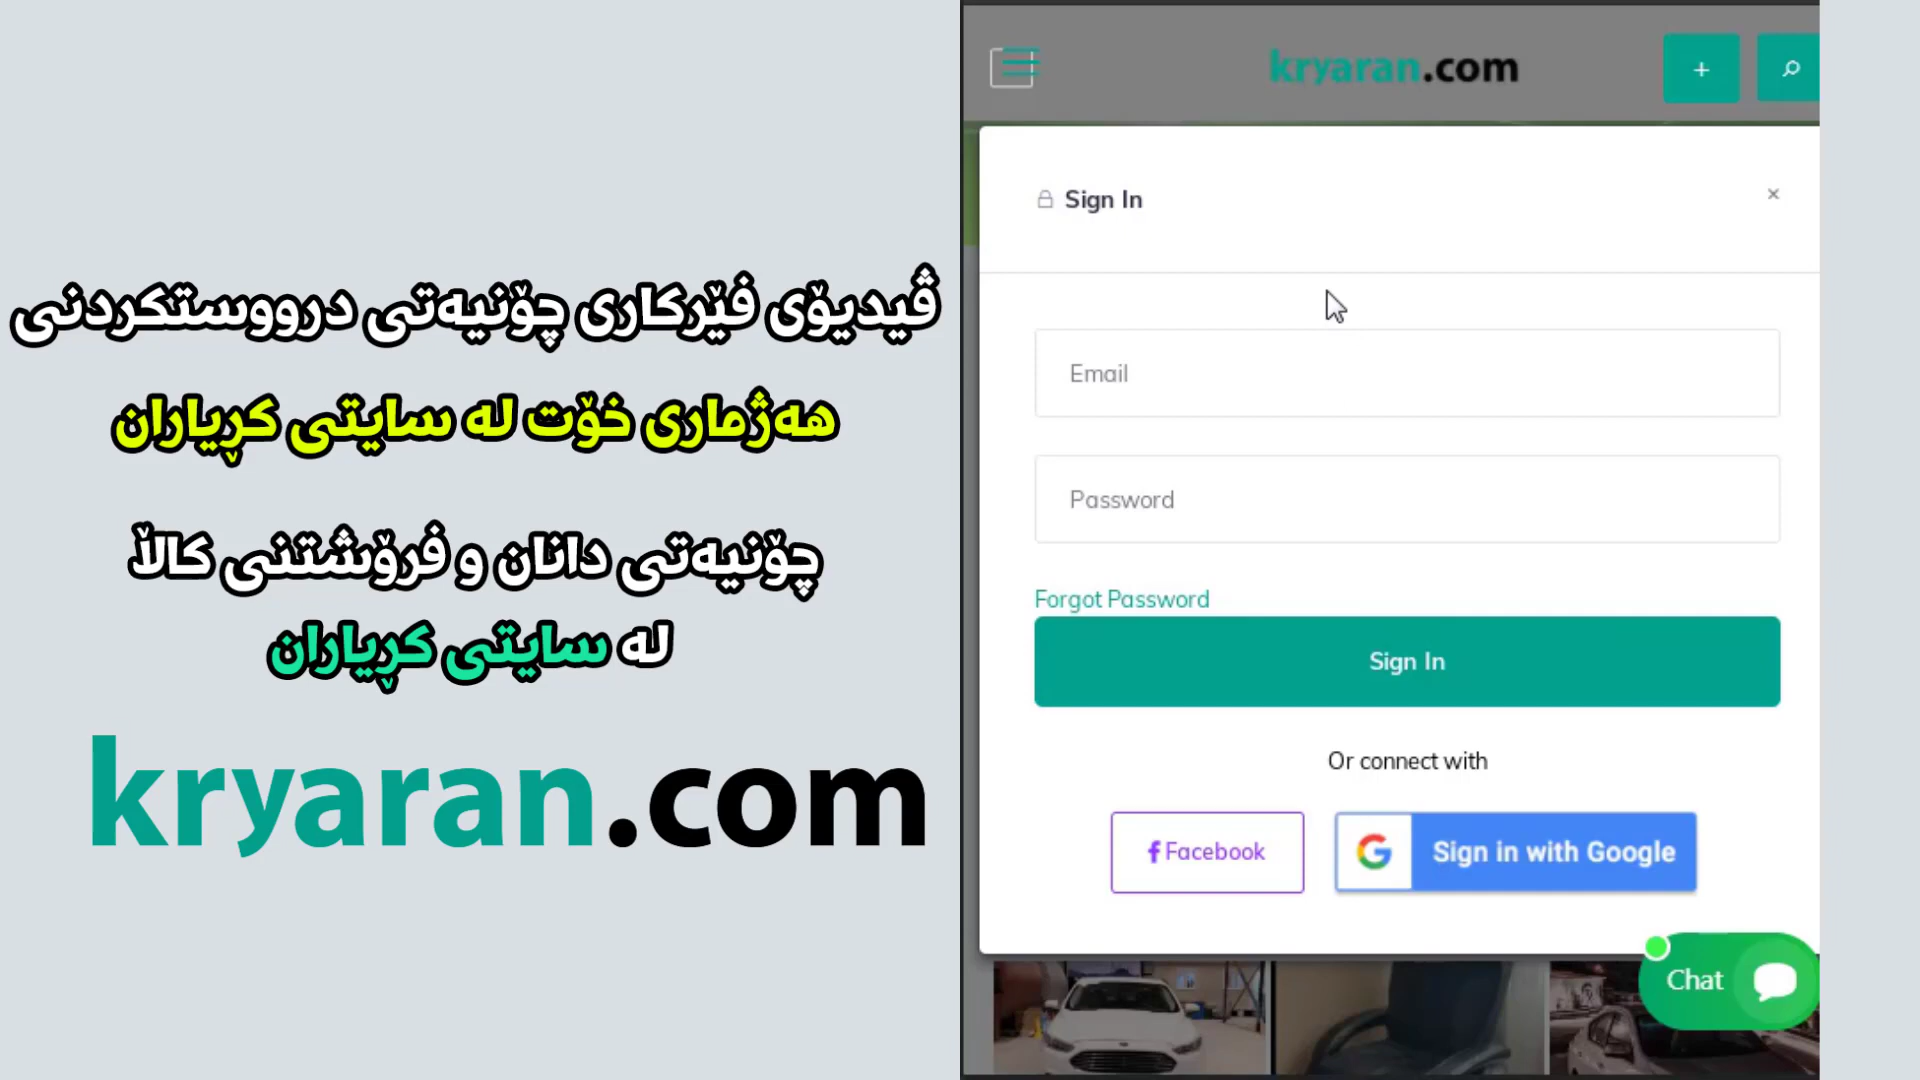 ڤیدیۆی فێرکاری چۆنیەتی درووستکردنی
هەژماری خۆت لە سایتی کڕیاران
چۆنیەتی دانان و فرۆشتنی کاڵا
لە سایتی کڕیاران
kryaran.com
kryaran.com
+
Sign In
×
Email
Password
Forgot Password
Sign In
Or connect with
Facebook
Sign in with Google
Chat